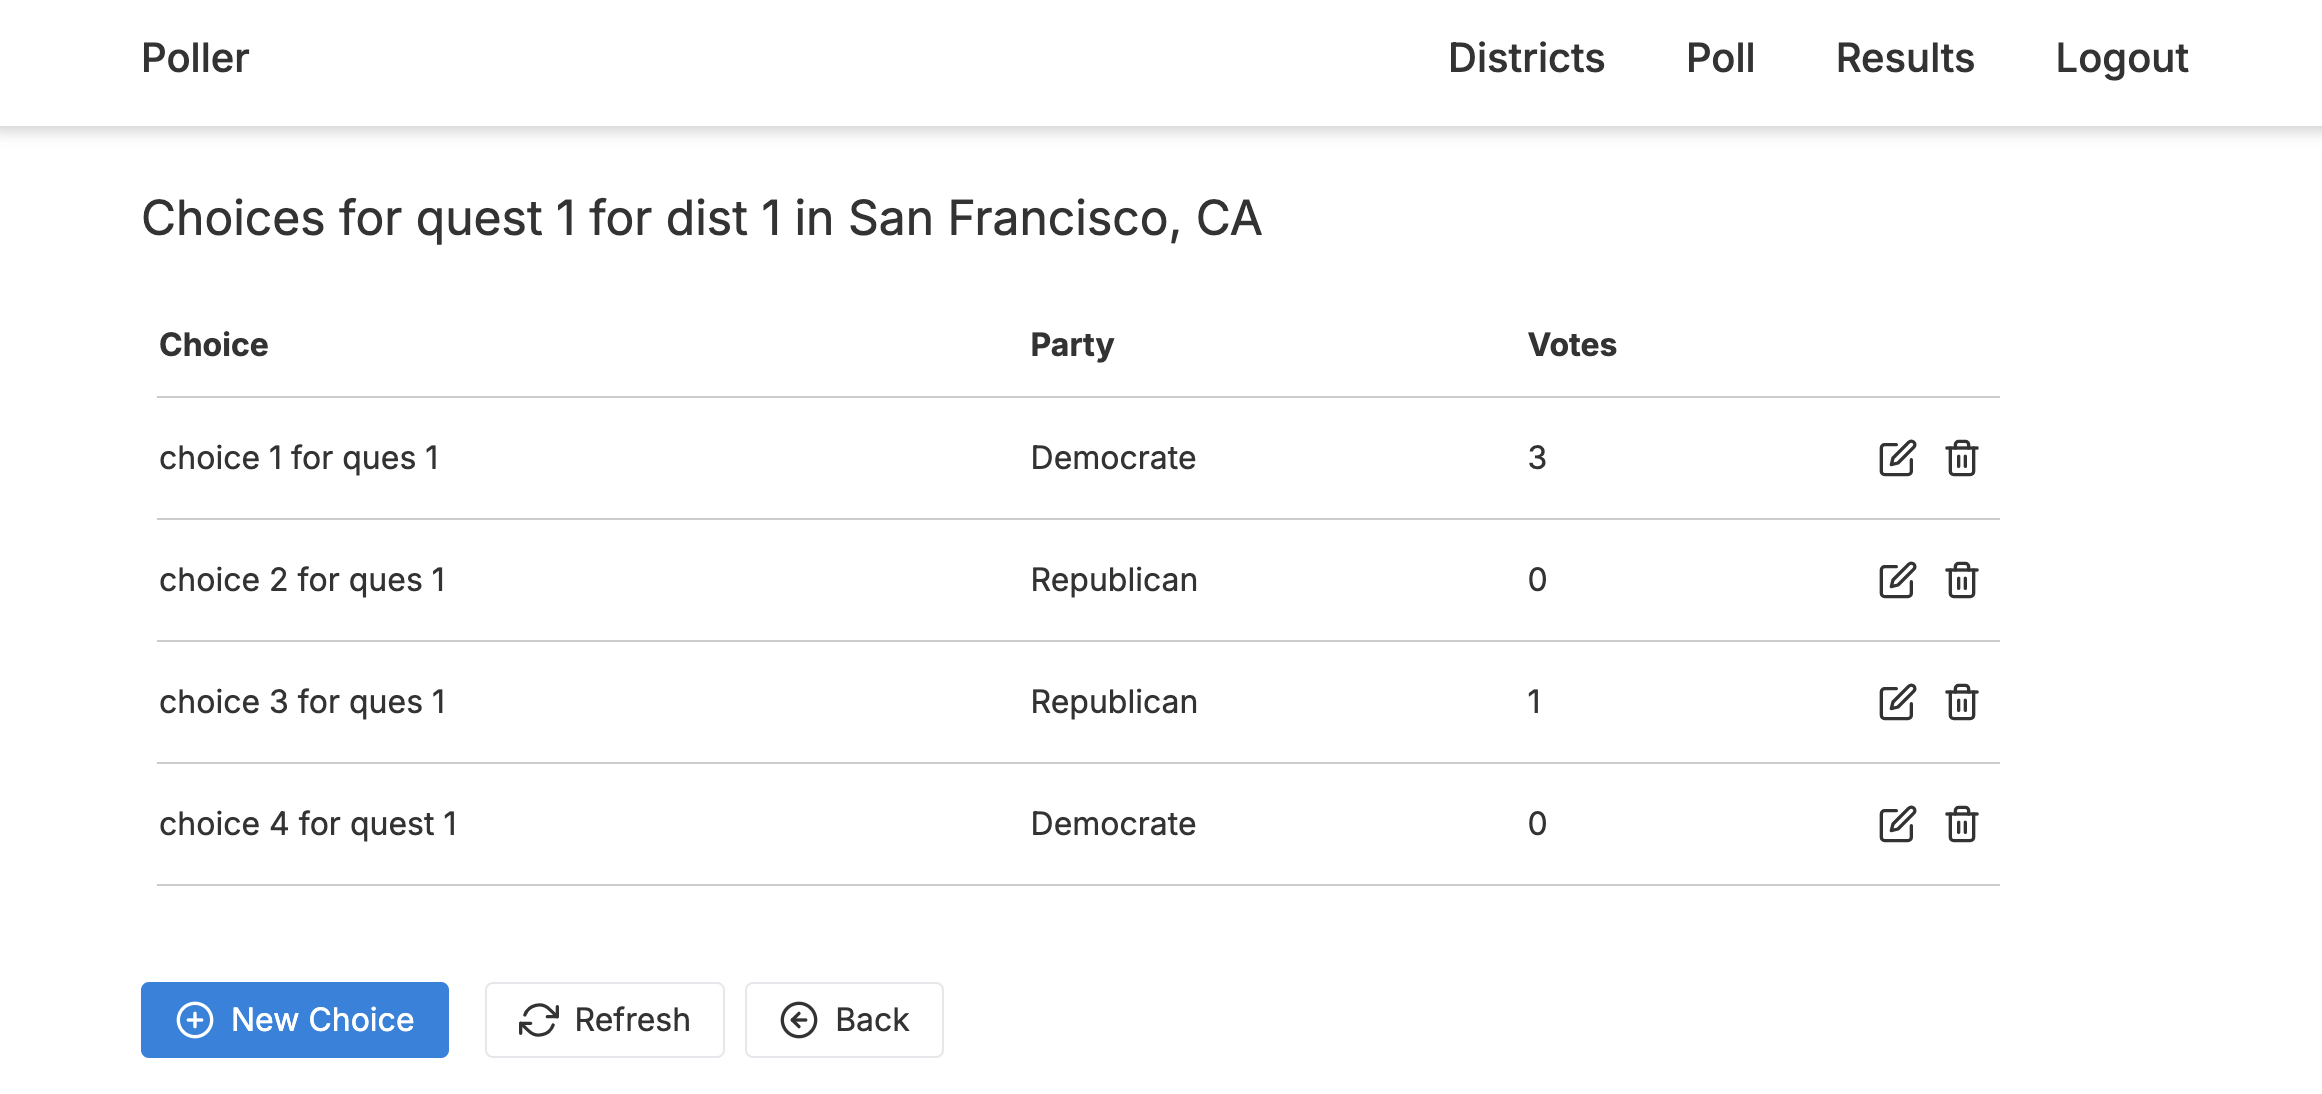 Poller Districts Poll Results Logout
Choices for quest 1 for dist 1 in San Francisco, CA
Choice Party Votes
choice 1 for ques 1 Democrate 3
choice 2 for ques 1 Republican 0
choice 3 for ques 1 Republican 1
choice 4 for quest 1 Democrate 0
New Choice Refresh Back